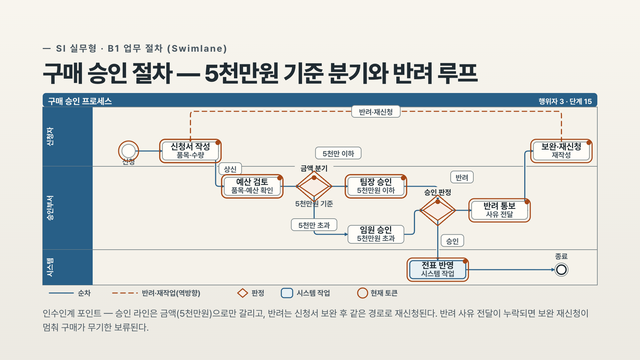 — SI 실무형 · B1 업무 절차 (Swimlane)
구매 승인 절차 — 5천만원 기준 분기와 반려 루프
구매 승인 프로세스
행위자 3 · 단계 15
반려·재신청
신청자
신청
신청서 작성
품목·수량
5천만 이하
보완·재신청
재작성
상신
금액 분기
반려
승인부서
예산 검토
품목·예산 확인
팀장 승인
5천만원 이하
승인 판정
5천만원 기준
반려 통보
사유 전달
5천만 초과
임원 승인
5천만원 초과
승인
시스템
전표 반영
시스템 작업
종료
순차
반려·재작업(역방향)
판정
시스템 작업
현재 토큰
인수인계 포인트 — 승인 라인은 금액(5천만원)으로만 갈리고, 반려는 신청서 보완 후 같은 경로로 재신청된다. 반려 사유 전달이 누락되면 보완 재신청이
멈춰 구매가 무기한 보류된다.